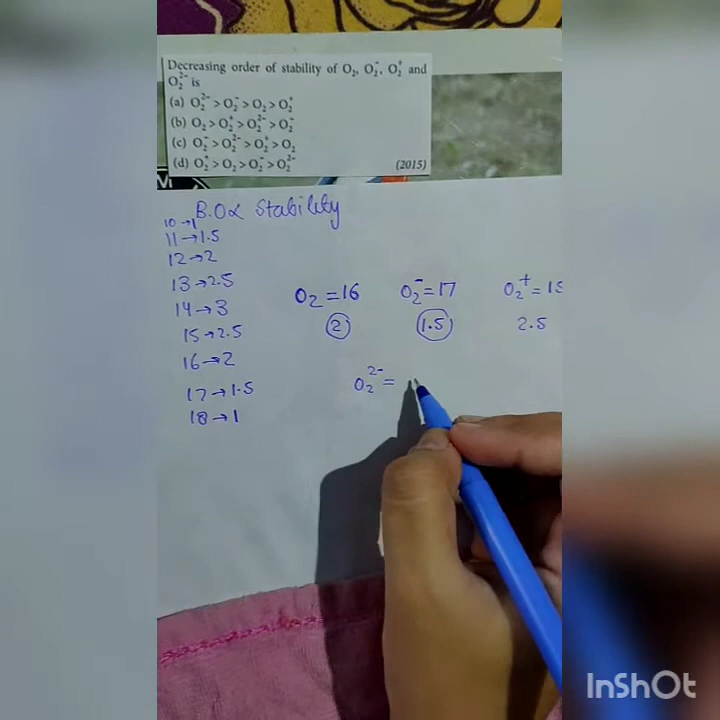 Decreasing order of stability of O₂, O₂⁻, O₂⁺ and
O₂²⁻ is
(a) O₂²⁻ > O₂⁻ > O₂ > O₂⁺
(b) O₂ > O₂⁺ > O₂²⁻ > O₂⁻
(c) O₂⁻ > O₂²⁻ > O₂⁺ > O₂
(d) O₂⁺ > O₂ > O₂⁻ > O₂²⁻ (2015)
B.O ∝ Stability
10→1
11→1.5
12→2
13→2.5
14→3
15→2.5
16→2
17→1.5
18→1
O₂=16 O₂⁻=17 O₂⁺=15
2 1.5 2.5
O₂²⁻=
InShOt